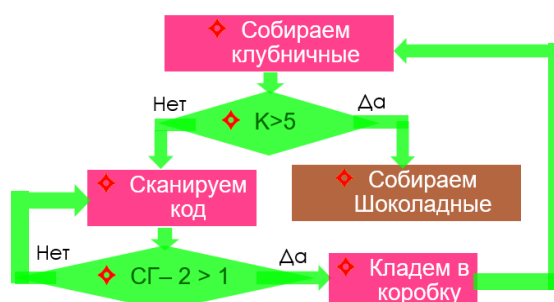 Собираем
клубничные
Нет
Да
К>5
Сканируем
код
Собираем
Шоколадные
Нет
Да
СГ– 2 > 1
Кладем в
коробку